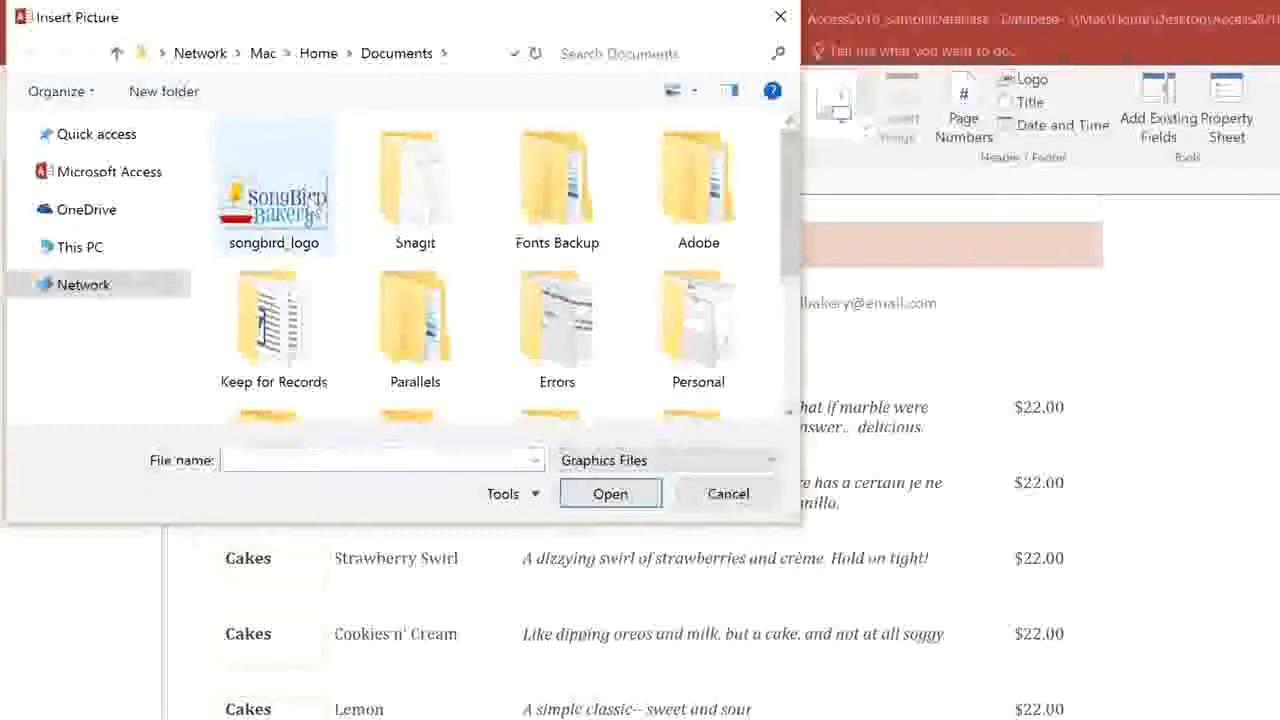 Insert Picture
Access2016_SampleDatabase
Database-
Network Mac Home Documents
Search Documents
Tell me what you want to do...
Organize
New folder
Logo
Title
Date and Time
Page Numbers
Add Existing Fields
Property Sheet
Header / Footer
Tools
Quick access
Microsoft Access
OneDrive
This PC
Network
SongBird
Bakery
songbird_logo
Snagit
Fonts Backup
Adobe
Keep for Records
Parallels
Errors
Personal
File name:
Graphics Files
Tools
Open
Cancel
bakery@email.com
if marble were $22.00
delicious.
has a certain je ne $22.00
Cakes Strawberry Swirl A dizzying swirl of strawberries and crème. Hold on tight! $22.00
Cakes Cookies n' Cream Like dipping oreos and milk, but a cake, and not at all soggy $22.00
Lemon A simple classic-- sweet and sour $22.00